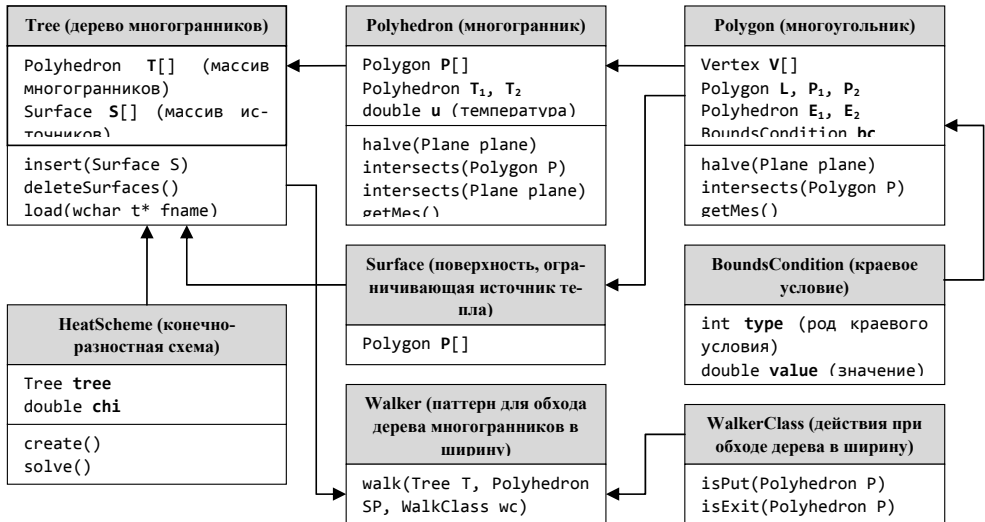 Tree (дерево многогранников)
Polyhedron T[] (массив
многогранников)
Surface S[] (массив ис-
точников)
insert(Surface S)
deleteSurfaces()
load(wchar t* fname)
Polyhedron (многогранник)
Polygon P[]
Polyhedron T₁, T₂
double u (температура)
halve(Plane plane)
intersects(Polygon P)
intersects(Plane plane)
getMes()
Polygon (многоугольник)
Vertex V[]
Polygon L, P₁, P₂
Polyhedron E₁, E₂
BoundsCondition bc
halve(Plane plane)
intersects(Polygon P)
getMes()
HeatScheme (конечно-
разностная схема)
Tree tree
double chi
create()
solve()
Surface (поверхность, огра-
ничивающая источник те-
пла)
Polygon P[]
BoundsCondition (краевое
условие)
int type (род краевого
условия)
double value (значение)
Walker (паттерн для обхода
дерева многогранников в
ширину)
walk(Tree T, Polyhedron
SP, WalkClass wc)
WalkerClass (действия при
обходе дерева в ширину)
isPut(Polyhedron P)
isExit(Polyhedron P)